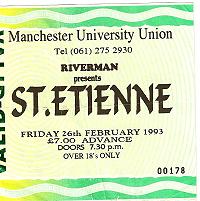 Manchester University Union
Tel (061) 275 2930
RIVERMAN
presents
ST.ETIENNE
FRIDAY 26th FEBRUARY 1993
£7.00 ADVANCE
DOORS 7.30 p.m.
OVER 18's ONLY
00178